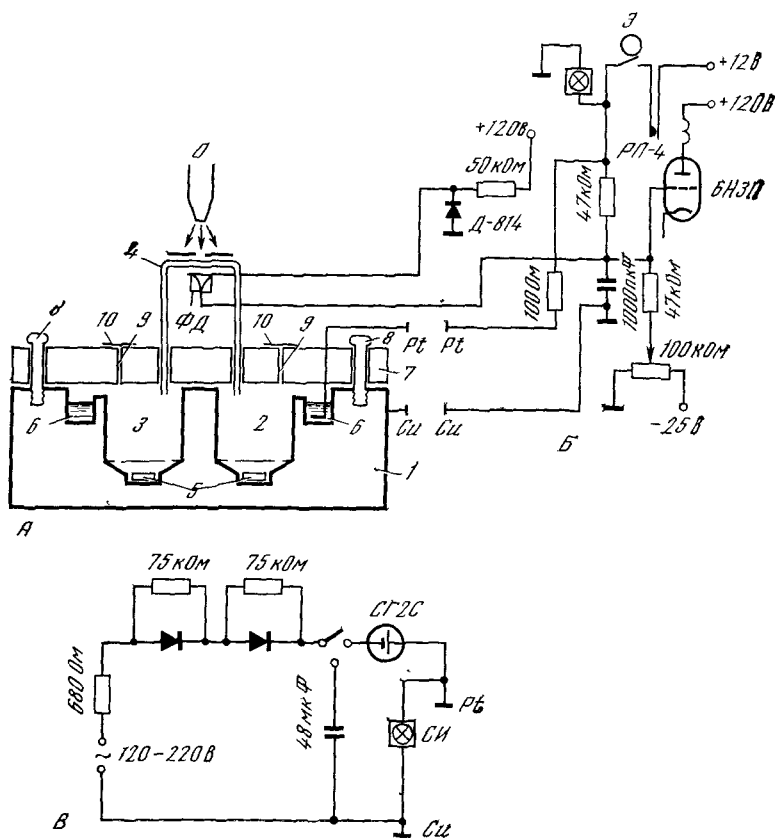 Э
+12В
+120В
РП-4
6Н3П
+120В
50кОм
Д-814
47кОм
100Ом
1000пкФ
47кОм
100кОм
-25В
О
4
ФД
8
10
9
10
9
8
7
Pt
Pt
6
3
2
6
Cu
Cu
1
5
А
Б
75кОм
75кОм
СГ2С
680Ом
48мкФ
Pt
СИ
~120-220В
В
Cu